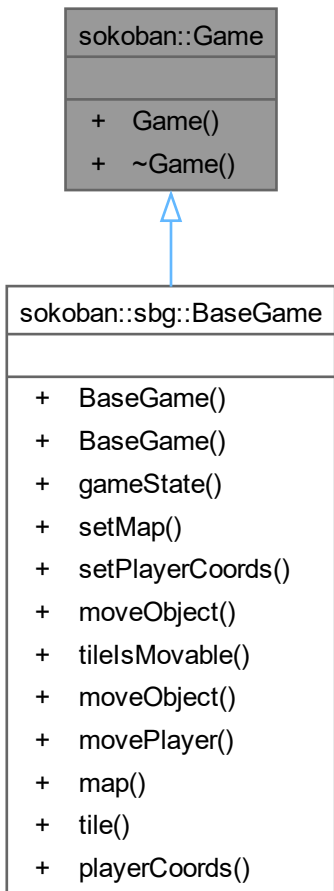 sokoban::Game
+ Game()
+ ~Game()
sokoban::sbg::BaseGame
+ BaseGame()
+ BaseGame()
+ gameState()
+ setMap()
+ setPlayerCoords()
+ moveObject()
+ tileIsMovable()
+ moveObject()
+ movePlayer()
+ map()
+ tile()
+ playerCoords()